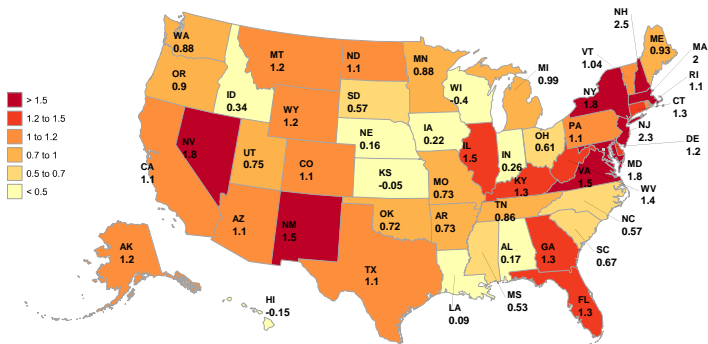 > 1.5
1.2 to 1.5
1 to 1.2
0.7 to 1
0.5 to 0.7
< 0.5
WA
0.88
OR
0.9
CA
1.1
NV
1.8
ID
0.34
MT
1.2
WY
1.2
UT
0.75
AZ
1.1
CO
1.1
NM
1.5
ND
1.1
SD
0.57
NE
0.16
KS
-0.05
OK
0.72
TX
1.1
MN
0.88
IA
0.22
MO
0.73
AR
0.73
LA
0.09
WI
-0.4
IL
1.5
MI
0.99
IN
0.26
OH
0.61
KY
1.3
TN
0.86
MS
0.53
AL
0.17
GA
1.3
FL
1.3
SC
0.67
NC
0.57
VA
1.5
WV
1.4
MD
1.8
DE
1.2
PA
1.1
NJ
2.3
NY
1.8
CT
1.3
RI
1.1
MA
2
VT
1.04
NH
2.5
ME
0.93
AK
1.2
HI
-0.15